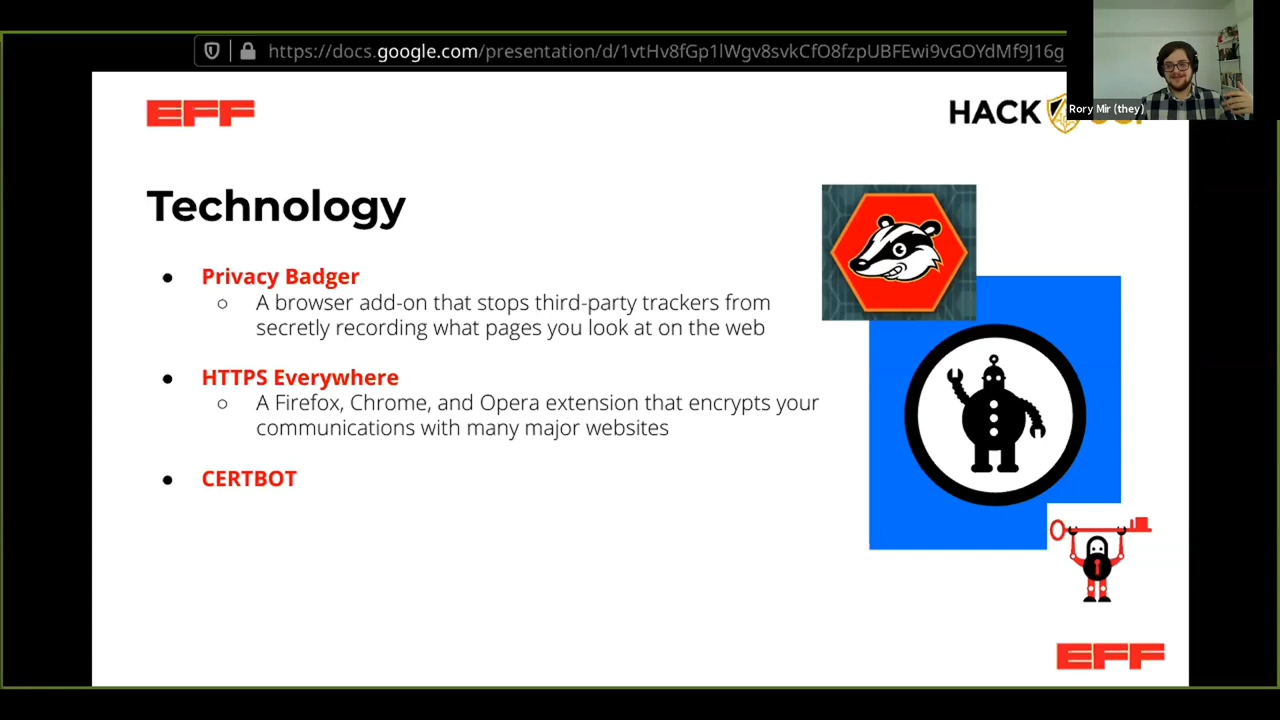 https://docs.google.com/presentation/d/1vtHv8fGp1lWgv8svkCfO8fzpUBFEwi9vGOYdMf9J16g
Rory Mir (they)
EFF
HACK
Technology
● Privacy Badger
○ A browser add-on that stops third-party trackers from
secretly recording what pages you look at on the web
● HTTPS Everywhere
○ A Firefox, Chrome, and Opera extension that encrypts your
communications with many major websites
● CERTBOT
EFF